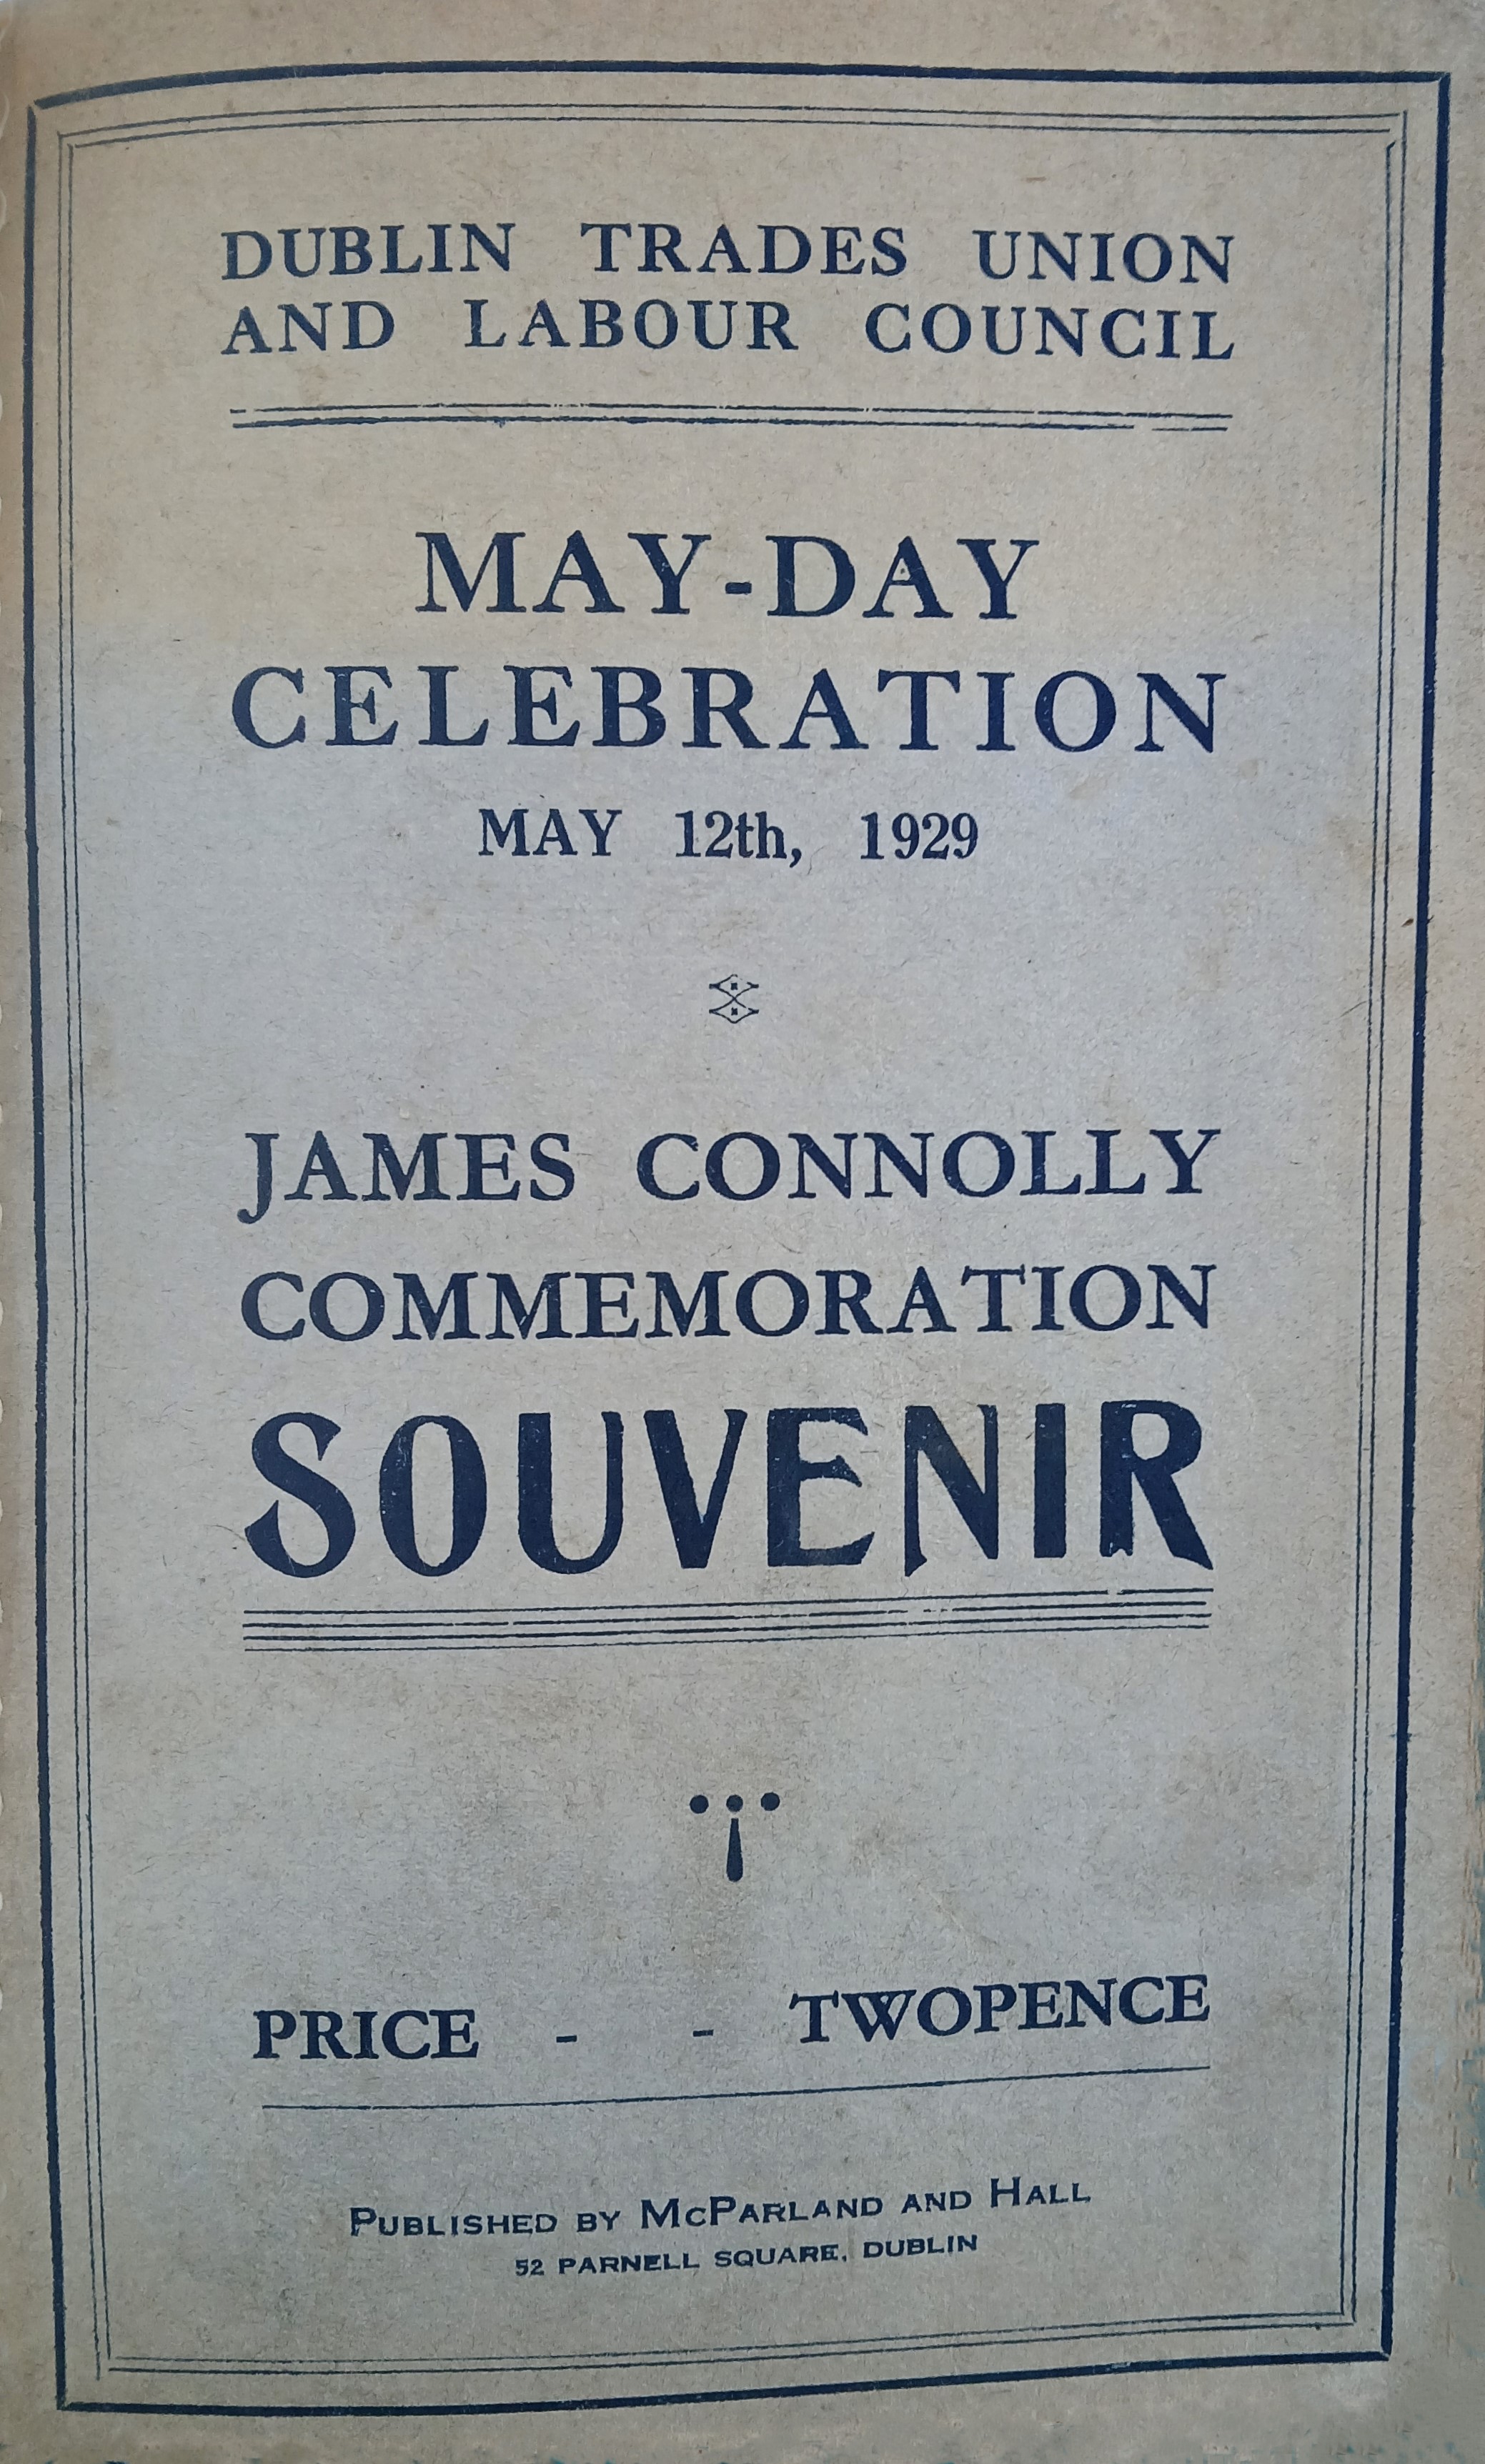 DUBLIN TRADES UNION
AND LABOUR COUNCIL
MAY-DAY
CELEBRATION
MAY 12th, 1929
JAMES CONNOLLY
COMMEMORATION
SOUVENIR
PRICE - - TWOPENCE
PUBLISHED BY MCPARLAND AND HALL
52 PARNELL SQUARE, DUBLIN